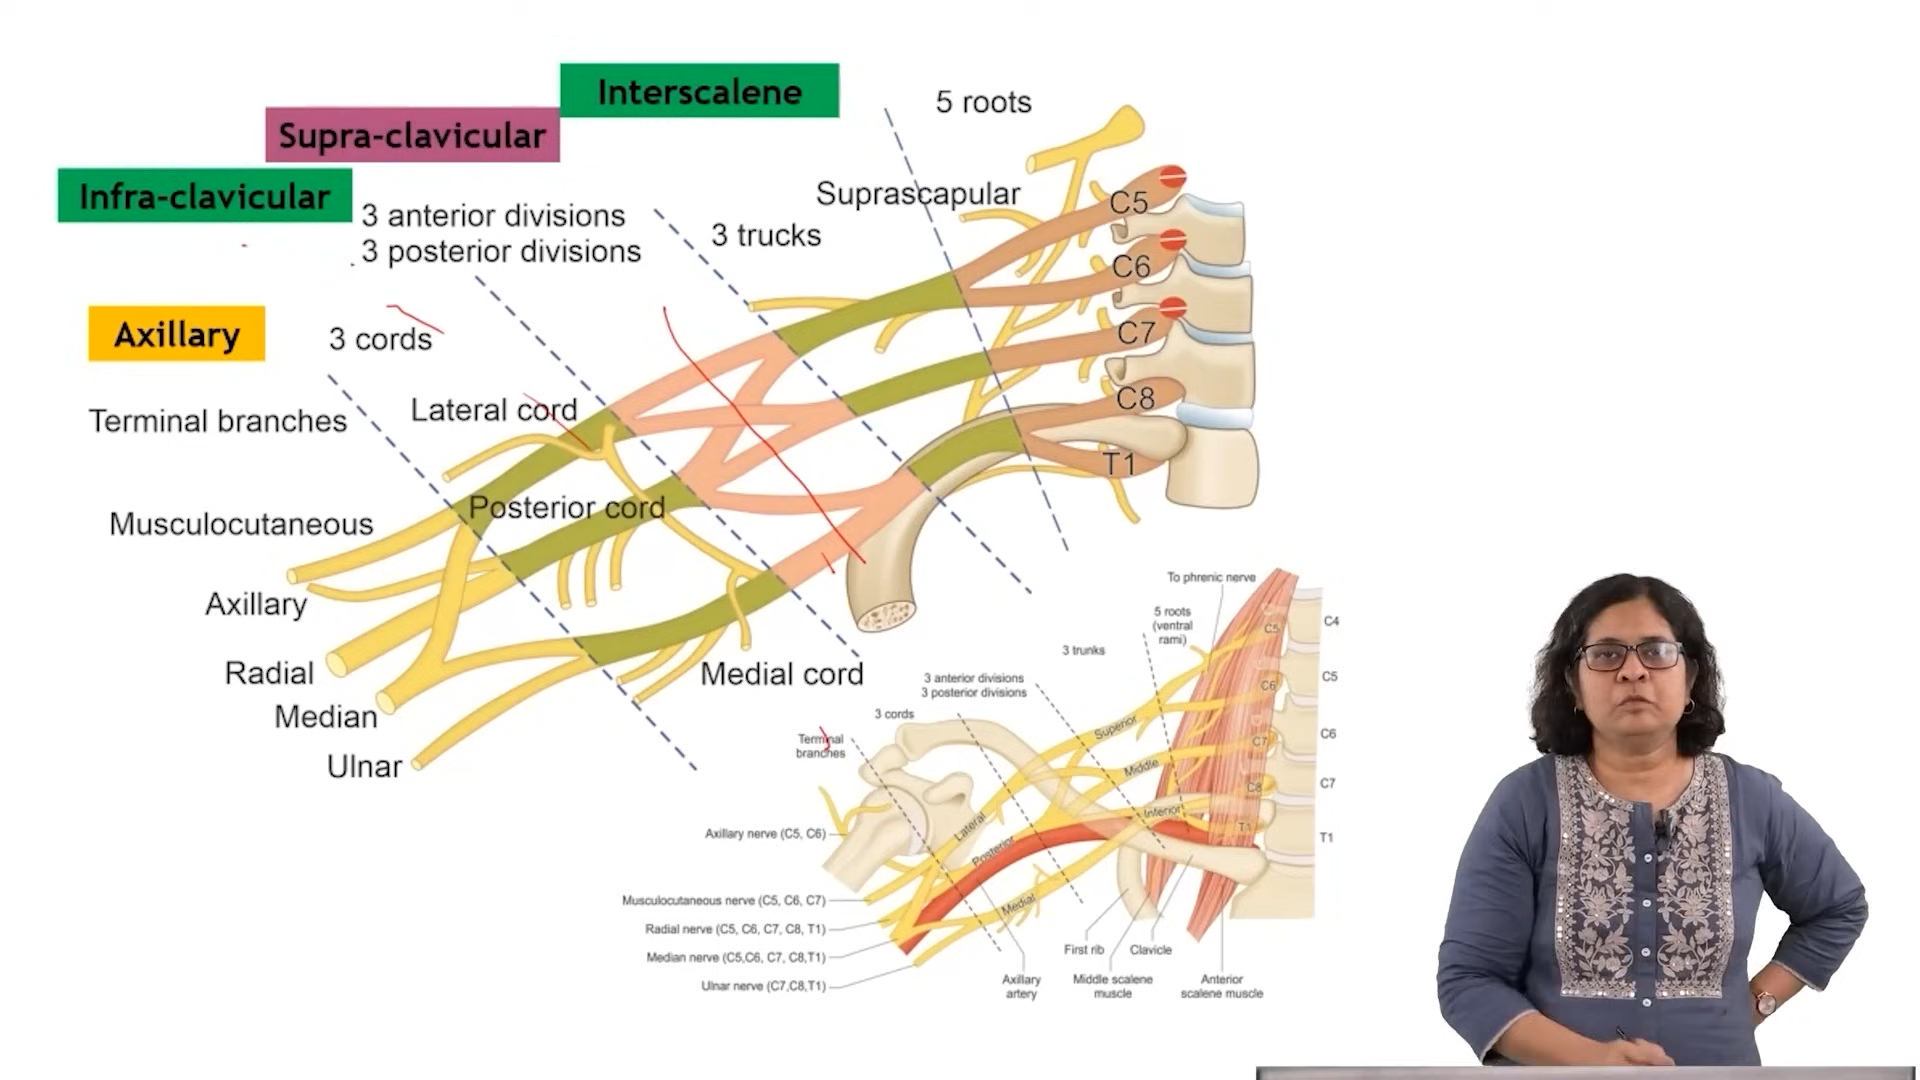 Interscalene
5 roots
Supra-clavicular
Infra-clavicular
3 anterior divisions
3 posterior divisions
Suprascapular
3 trucks
C5
C6
C7
C8
T1
Axillary
3 cords
Terminal branches
Lateral cord
Musculocutaneous
Posterior cord
Axillary
Radial
Median
Medial cord
Ulnar
To phrenic nerve
5 roots
(ventral
rami)
3 trunks
3 anterior divisions
3 posterior divisions
3 cords
Terminal
branches
C5
C6
C7
C8
T1
C4
C5
C6
C7
T1
Superior
Middle
Inferior
Lateral
Posterior
Medial
Axillary nerve (C5, C6)
Musculocutaneous nerve (C5, C6, C7)
Radial nerve (C5, C6, C7, C8, T1)
Median nerve (C5,C6, C7, C8,T1)
Ulnar nerve (C7,C8,T1)
First rib
Clavicle
Axillary
artery
Middle scalene
muscle
Anterior
scalene muscle